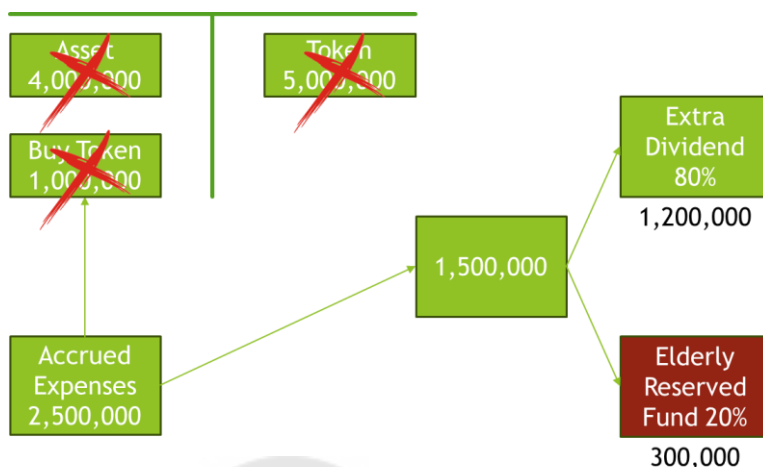 Asset
4,000,000
Token
5,000,000
Buy Token
1,000,000
Accrued
Expenses
2,500,000
1,500,000
Extra
Dividend
80%
1,200,000
Elderly
Reserved
Fund 20%
300,000